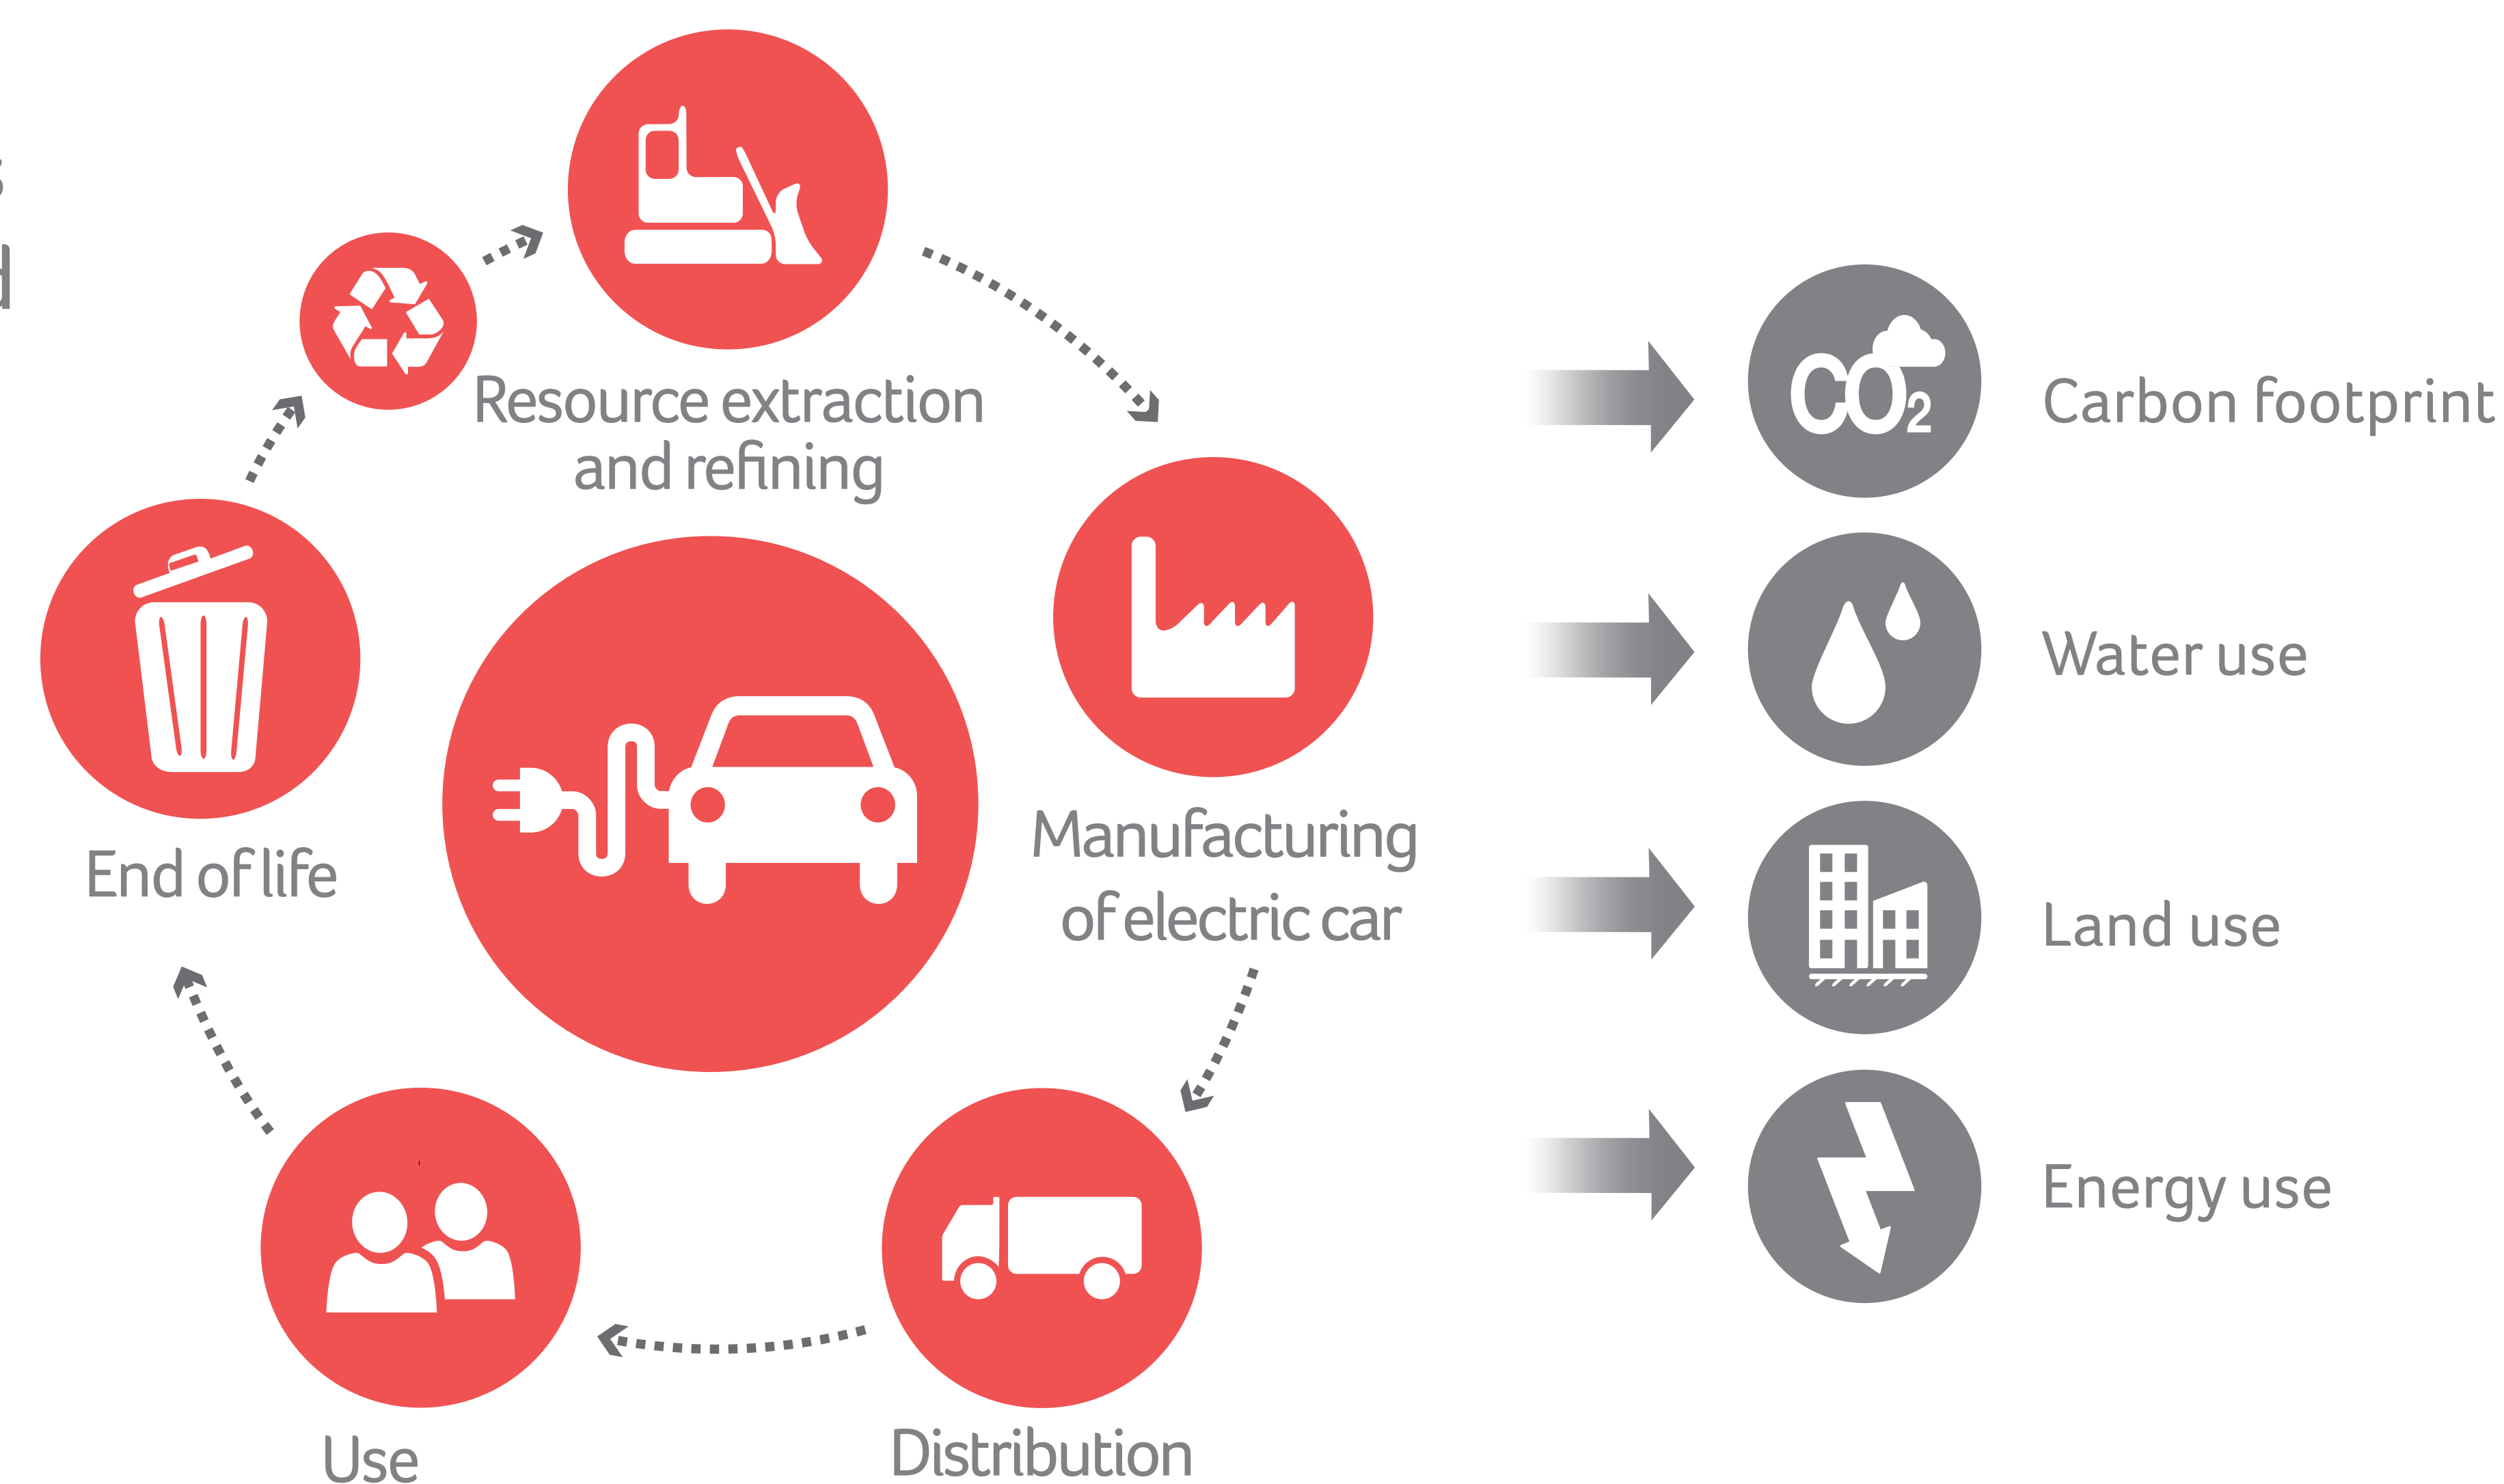 Resource extraction
and refining
Manufacturing
of electric car
Distribution
Use
End of life
CO2
Carbon footprint
Water use
Land use
Energy use